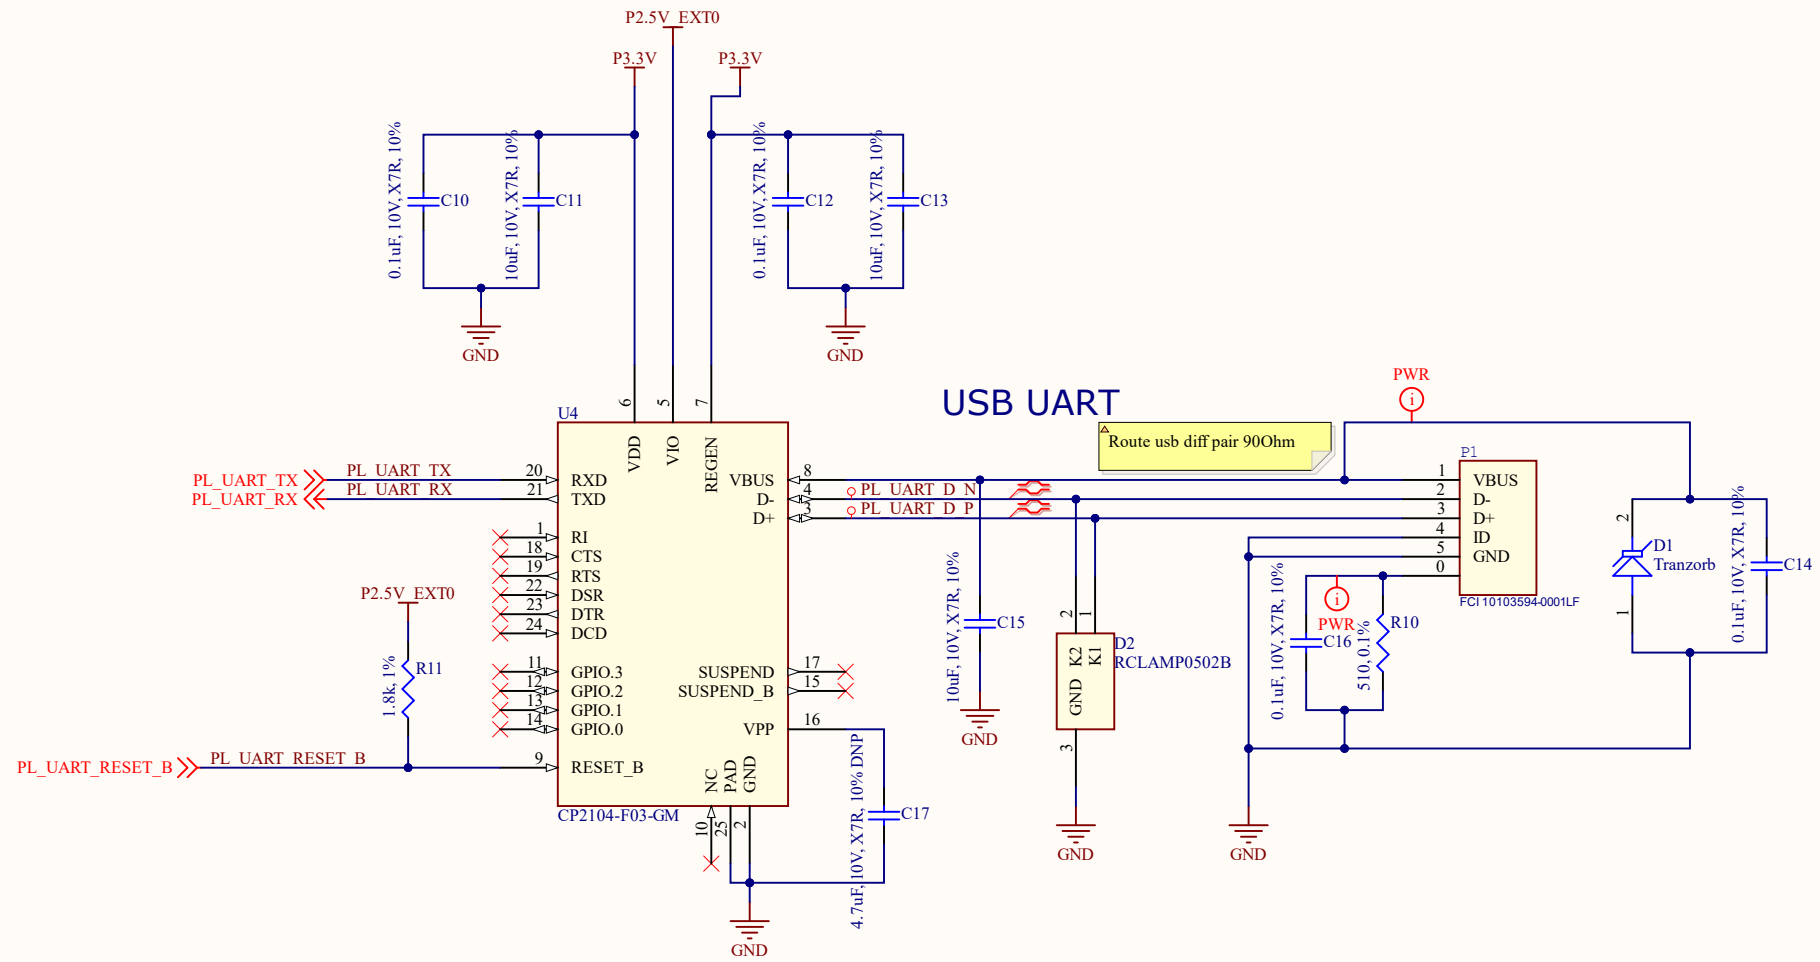 P2.5V_EXT0
P3.3V
P3.3V
0.1uF, 10V, X7R, 10%
C10
10uF, 10V, X7R, 10%
C11
0.1uF, 10V, X7R, 10%
C12
10uF, 10V, X7R, 10%
C13
GND
GND
USB UART
Route usb diff pair 90Ohm
PWR
i
U4
6
5
7
VDD
VIO
REGEN
PL_UART_TX
PL_UART_TX
20
RXD
PL_UART_RX
PL_UART_RX
21
TXD
1
RI
18
CTS
19
RTS
22
DSR
23
DTR
24
DCD
11
GPIO.3
12
GPIO.2
13
GPIO.1
14
GPIO.0
PL_UART_RESET_B
PL_UART_RESET_B
9
RESET_B
P2.5V_EXT0
1.8k, 1%
R11
VBUS
8
D-
4
PL_UART_D_N
D+
3
PL_UART_D_P
SUSPEND
17
SUSPEND_B
15
VPP
16
NC
PAD
GND
10
25
2
CP2104-F03-GM
4.7uF, 10V, X7R, 10% DNP
C17
GND
10uF, 10V, X7R, 10%
C15
GND
2
1
K2
K1
GND
D2
RCLAMP0502B
3
GND
P1
1
VBUS
2
D-
3
D+
4
ID
5
GND
0
FCI 10103594-0001LF
i
PWR
0.1uF, 10V, X7R, 10%
C16
510, 0.1%
R10
GND
2
D1
Tranzorb
1
0.1uF, 10V, X7R, 10%
C14